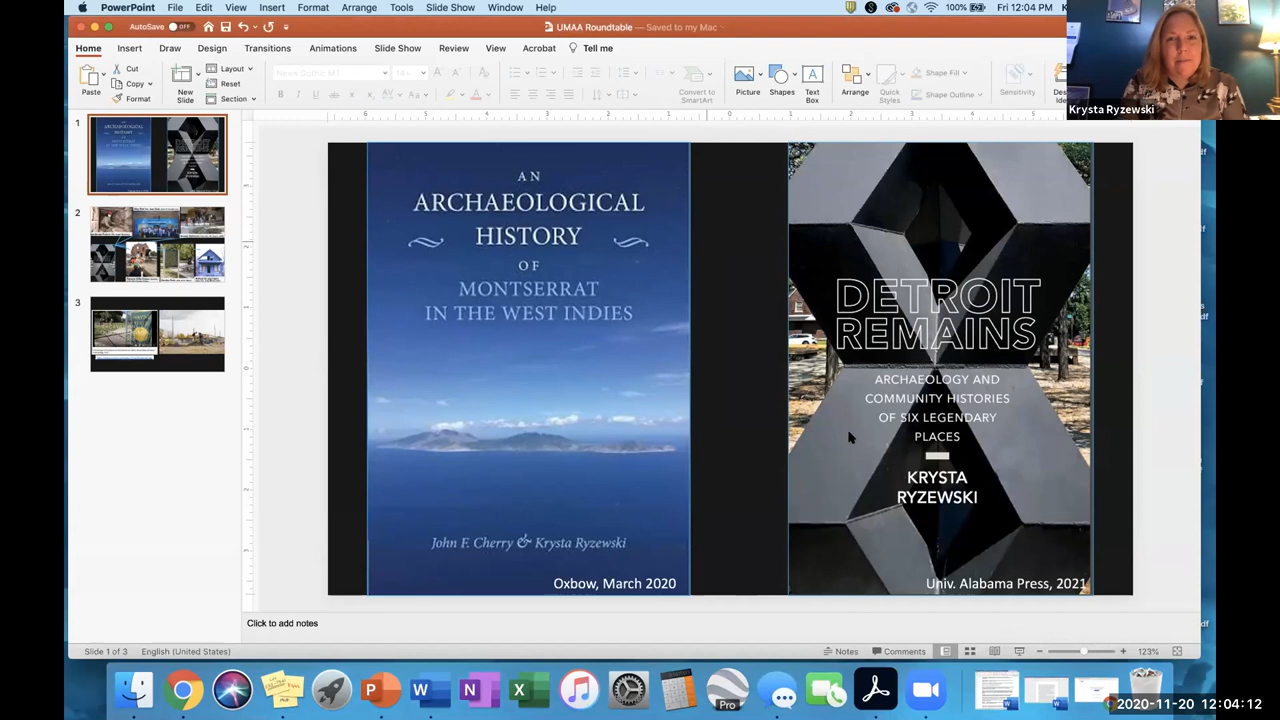 PowerPoint File Edit View Insert Format Arrange Tools Slide Show Window Help
100% Fri 12:04 PM
AutoSave OFF
UMAA Roundtable — Saved to my Mac
Home Insert Draw Design Transitions Animations Slide Show Review View Acrobat Tell me
Paste
Cut
Copy
Format
New Slide
Layout
Reset
Section
News Gothic MT
14+
Convert to SmartArt
Picture
Shapes
Text Box
Arrange
Quick Styles
Shape Fill
Shape Outline
Sensitivity
Krysta Ryzewski
1
2
3
AN
ARCHAEOLOGICAL
HISTORY
OF
MONTSERRAT
IN THE WEST INDIES
John F. Cherry & Krysta Ryzewski
Oxbow, March 2020
DETROIT
REMAINS
ARCHAEOLOGY AND
COMMUNITY HISTORIES
OF SIX LEGENDARY
PLACES
KRYSTA
RYZEWSKI
Univ. Alabama Press, 2021
Click to add notes
Slide 1 of 3 English (United States)
Notes Comments 123%
Pro
2020-11-20 12:04:12